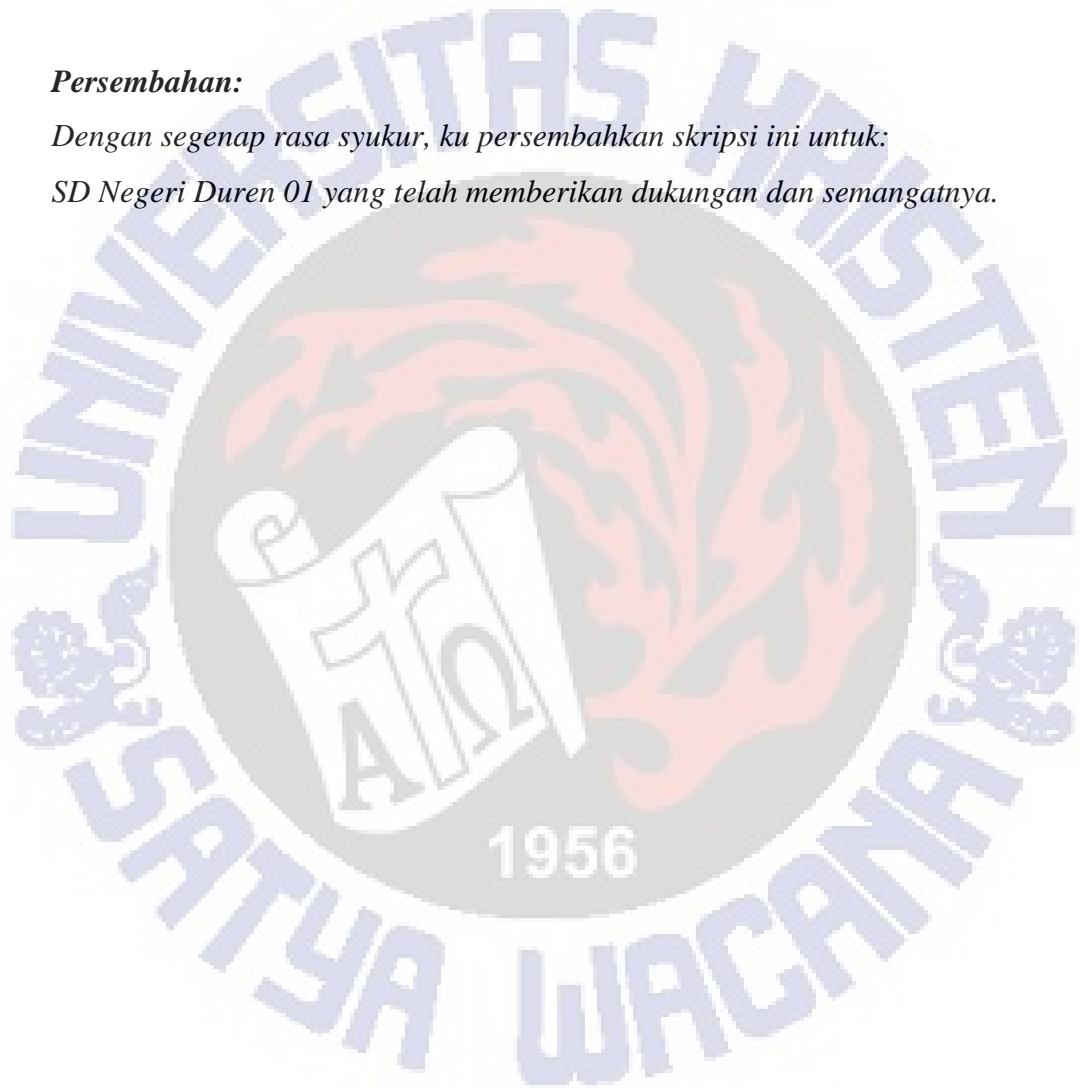 Persembahan:
Dengan segenap rasa syukur, ku persembahkan skripsi ini untuk:
SD Negeri Duren 01 yang telah memberikan dukungan dan semangatnya.
UNIVERSITAS KRISTEN
SATYA WACANA
Α Ω
1956